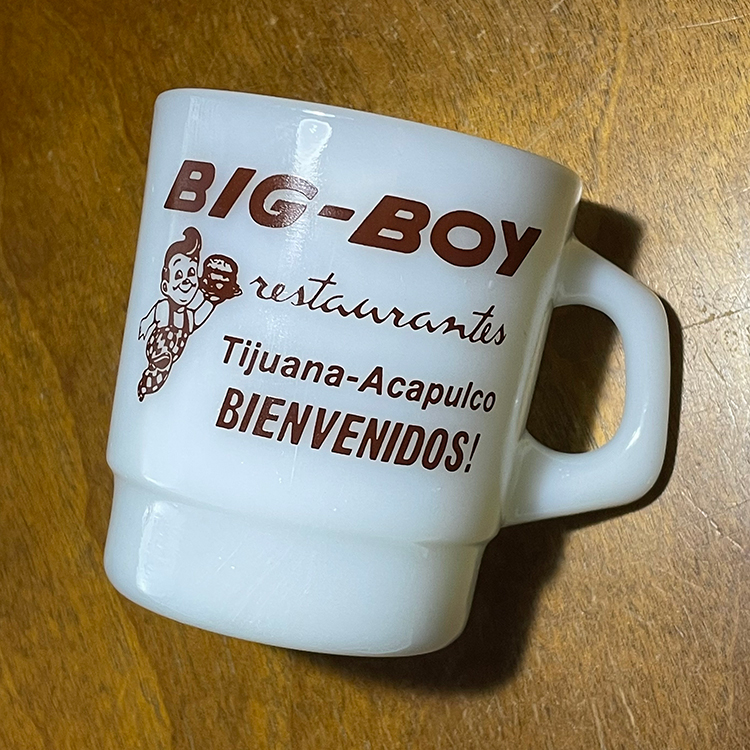 BIG-BOY
restaurantes
Tijuana-Acapulco
BIENVENIDOS!